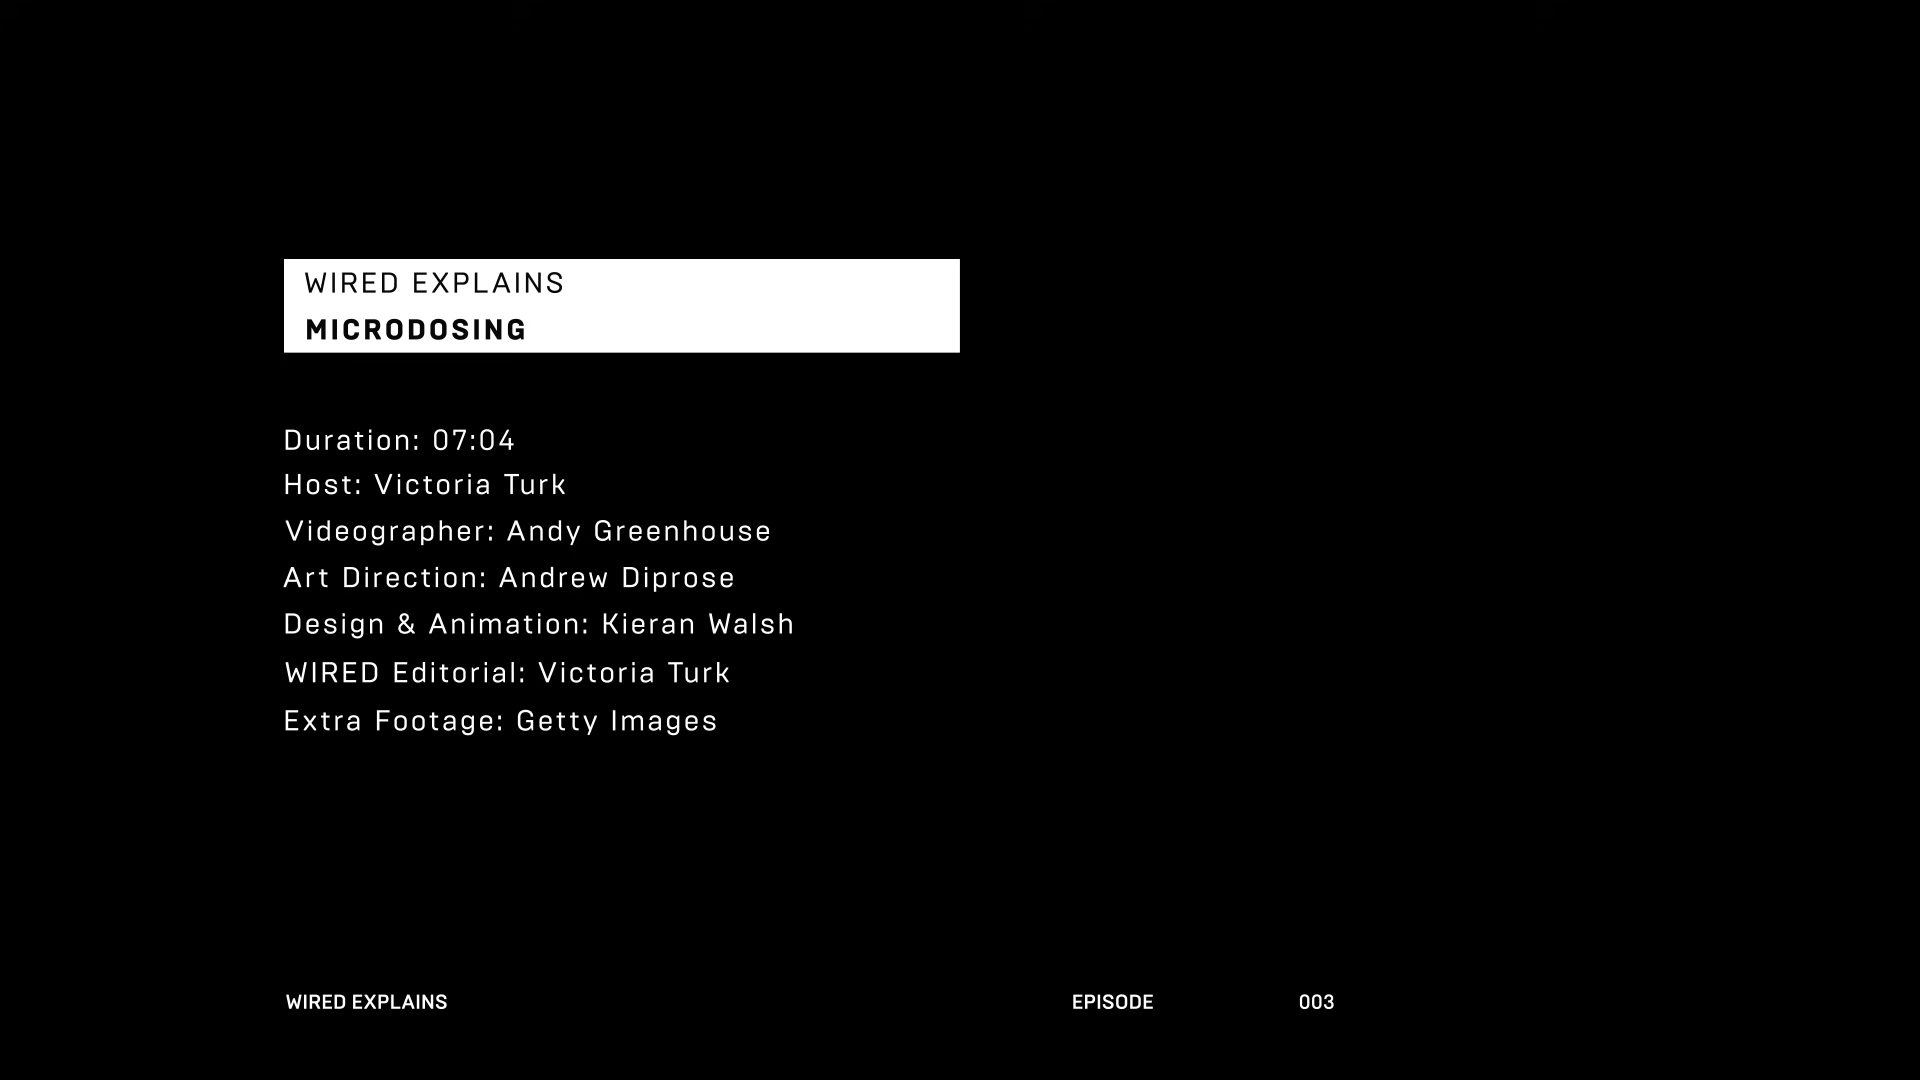 WIRED EXPLAINS
MICRODOSING
Duration: 07:04
Host: Victoria Turk
Videographer: Andy Greenhouse
Art Direction: Andrew Diprose
Design & Animation: Kieran Walsh
WIRED Editorial: Victoria Turk
Extra Footage: Getty Images
WIRED EXPLAINS EPISODE 003